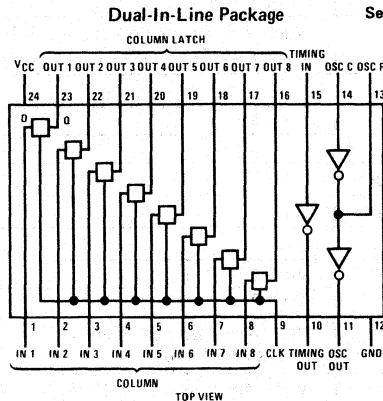 Dual-In-Line Package Se
COLUMN LATCH
TIMING
VCC OUT 1 OUT 2 OUT 3 OUT 4 OUT 5 OUT 6 OUT 7 OUT 8 IN OSC C OSC R
24 23 22 21 20 19 18 17 16 15 14 13
D Q
1 2 3 4 5 6 7 8 9 10 11 12
IN 1 IN 2 IN 3 IN 4 IN 5 IN 6 IN 7 IN 8 CLK TIMING OSC GND
OUT OUT
COLUMN
TOP VIEW